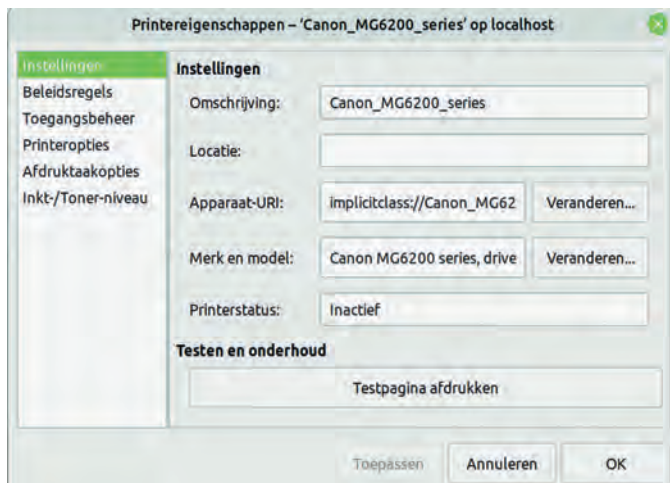 Printereigenschappen – ‘Canon_MG6200_series’ op localhost
Instellingen
Beleidsregels
Toegangsbeheer
Printeropties
Afdruktaakopties
Inkt-/Toner-niveau
Instellingen
Omschrijving: Canon_MG6200_series
Locatie:
Apparaat-URI: implicitclass://Canon_MG62 Veranderen...
Merk en model: Canon MG6200 series, drive Veranderen...
Printerstatus: Inactief
Testen en onderhoud
Testpagina afdrukken
Toepassen Annuleren OK